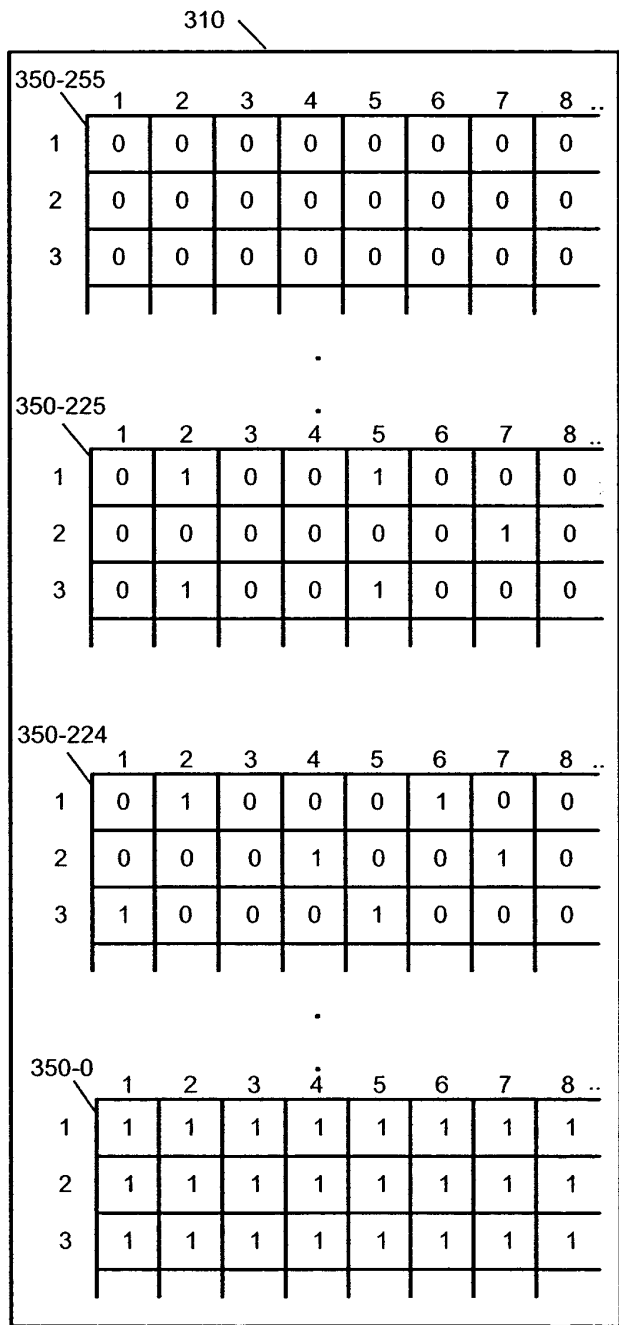 310
350-255
1 2 3 4 5 6 7 8 ..
1 0 0 0 0 0 0 0 0
2 0 0 0 0 0 0 0 0
3 0 0 0 0 0 0 0 0
350-225
1 2 3 4 5 6 7 8 ..
1 0 1 0 0 1 0 0 0
2 0 0 0 0 0 0 1 0
3 0 1 0 0 1 0 0 0
350-224
1 2 3 4 5 6 7 8 ..
1 0 1 0 0 0 1 0 0
2 0 0 0 1 0 0 1 0
3 1 0 0 0 1 0 0 0
350-0
1 2 3 4 5 6 7 8 ..
1 1 1 1 1 1 1 1 1
2 1 1 1 1 1 1 1 1
3 1 1 1 1 1 1 1 1